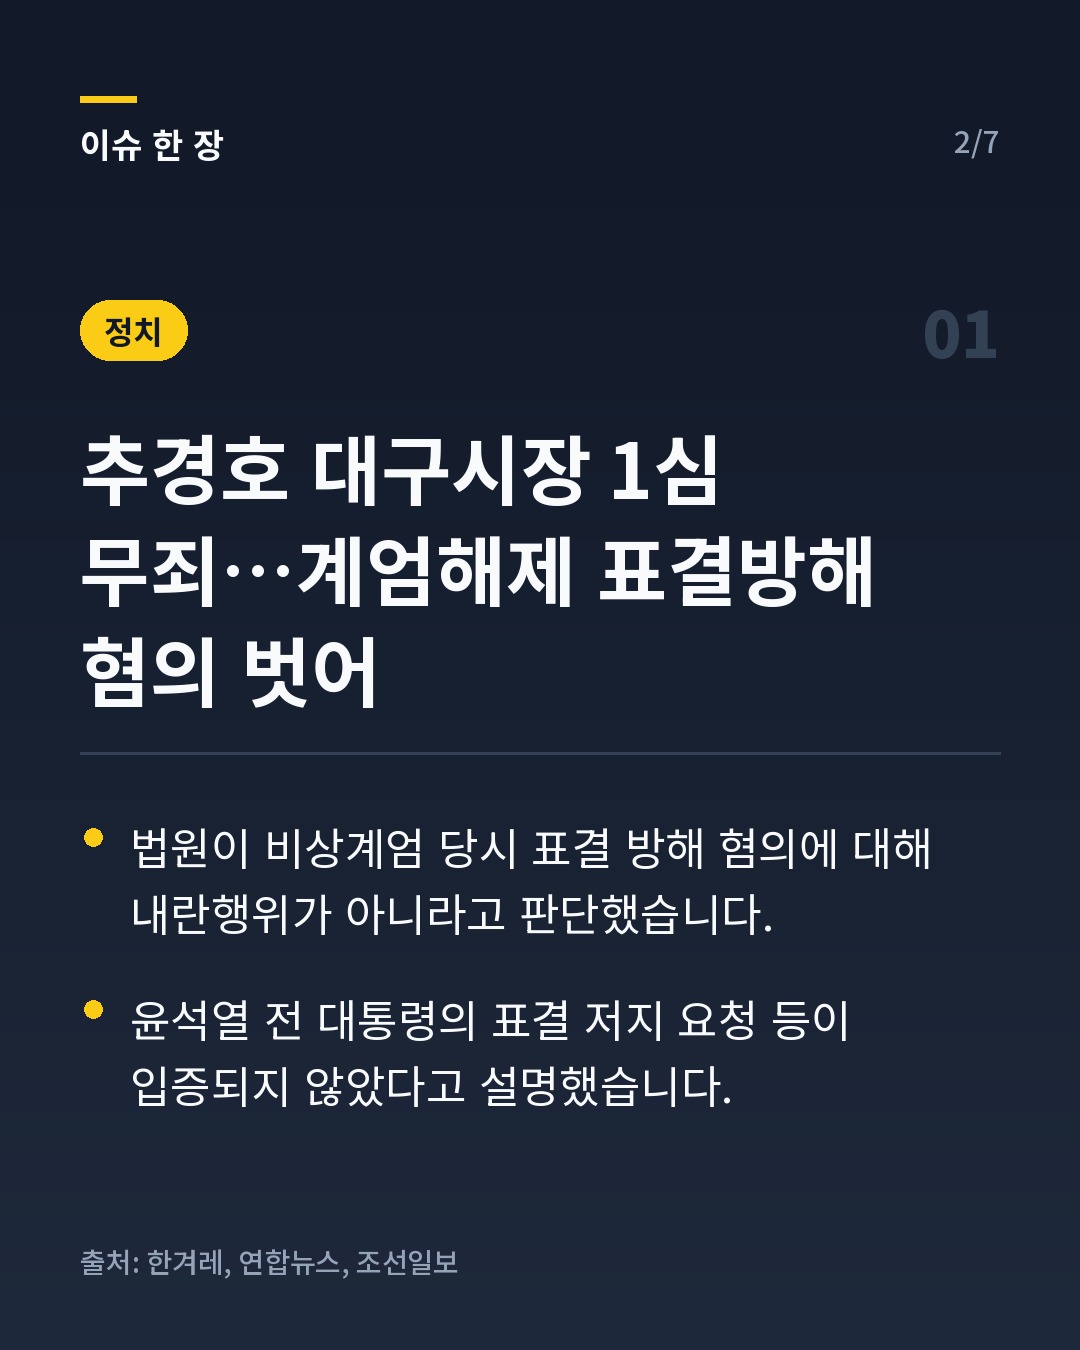 이슈 한 장
2/7
정치
01
추경호 대구시장 1심
무죄…계엄해제 표결방해
혐의 벗어
법원이 비상계엄 당시 표결 방해 혐의에 대해
내란행위가 아니라고 판단했습니다.
윤석열 전 대통령의 표결 저지 요청 등이
입증되지 않았다고 설명했습니다.
출처: 한겨레, 연합뉴스, 조선일보